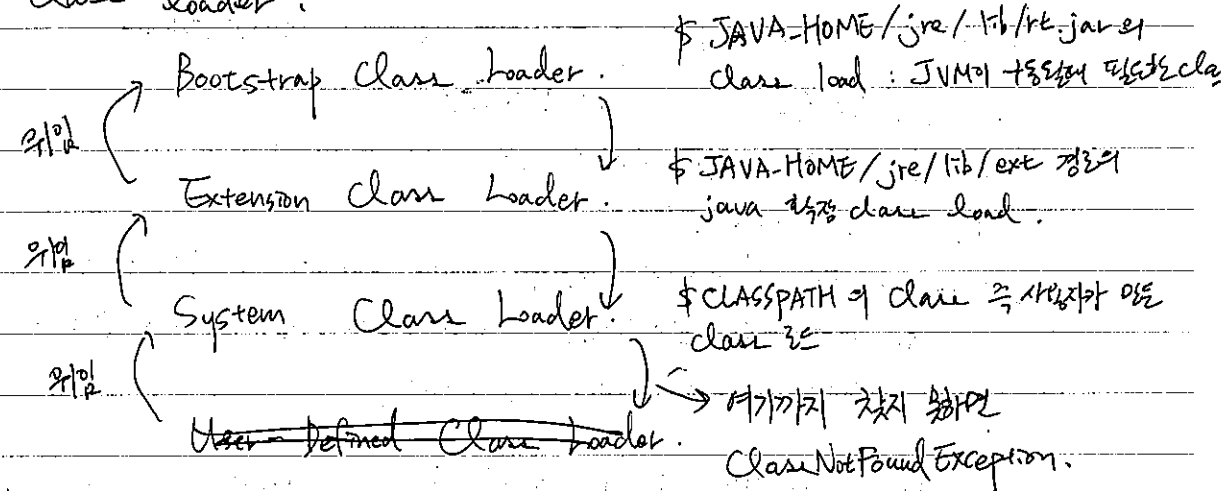 Class Loader.
Bootstrap Class Loader.
$ JAVA_HOME/jre/lib/rt.jar의
class load : JVM이 구동될때 필요한 cla
위임
Extension Class Loader.
$ JAVA-HOME/jre/lib/ext 경로의
java 확장 class load.
위임
System Class Loader.
$ CLASSPATH의 class 즉 사용자가 만든
class 로드
위임
User-Defined Class Loader.
여기까지 찾지 못하면
ClassNotFoundException.